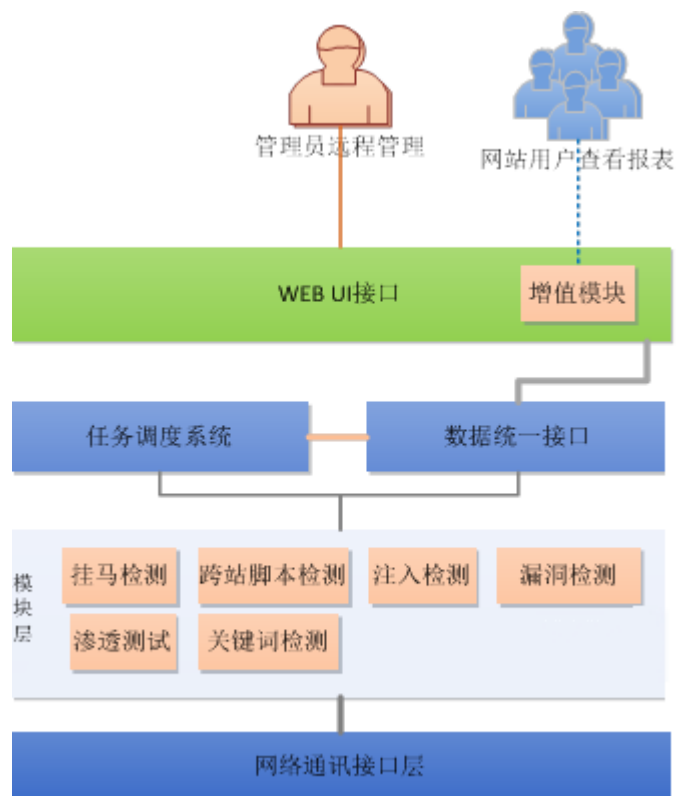 管理员远程管理
网站用户查看报表
WEB UI接口
增值模块
任务调度系统
数据统一接口
模块层
挂马检测
跨站脚本检测
注入检测
漏洞检测
渗透测试
关键词检测
网络通讯接口层